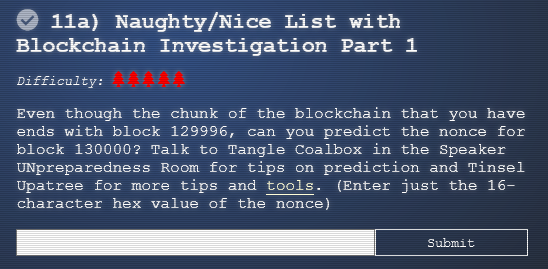 11a) Naughty/Nice List with
Blockchain Investigation Part 1
Difficulty:
Even though the chunk of the blockchain that you have
ends with block 129996, can you predict the nonce for
block 130000? Talk to Tangle Coalbox in the Speaker
UNpreparedness Room for tips on prediction and Tinsel
Upatree for more tips and tools. (Enter just the 16-
character hex value of the nonce)
Submit